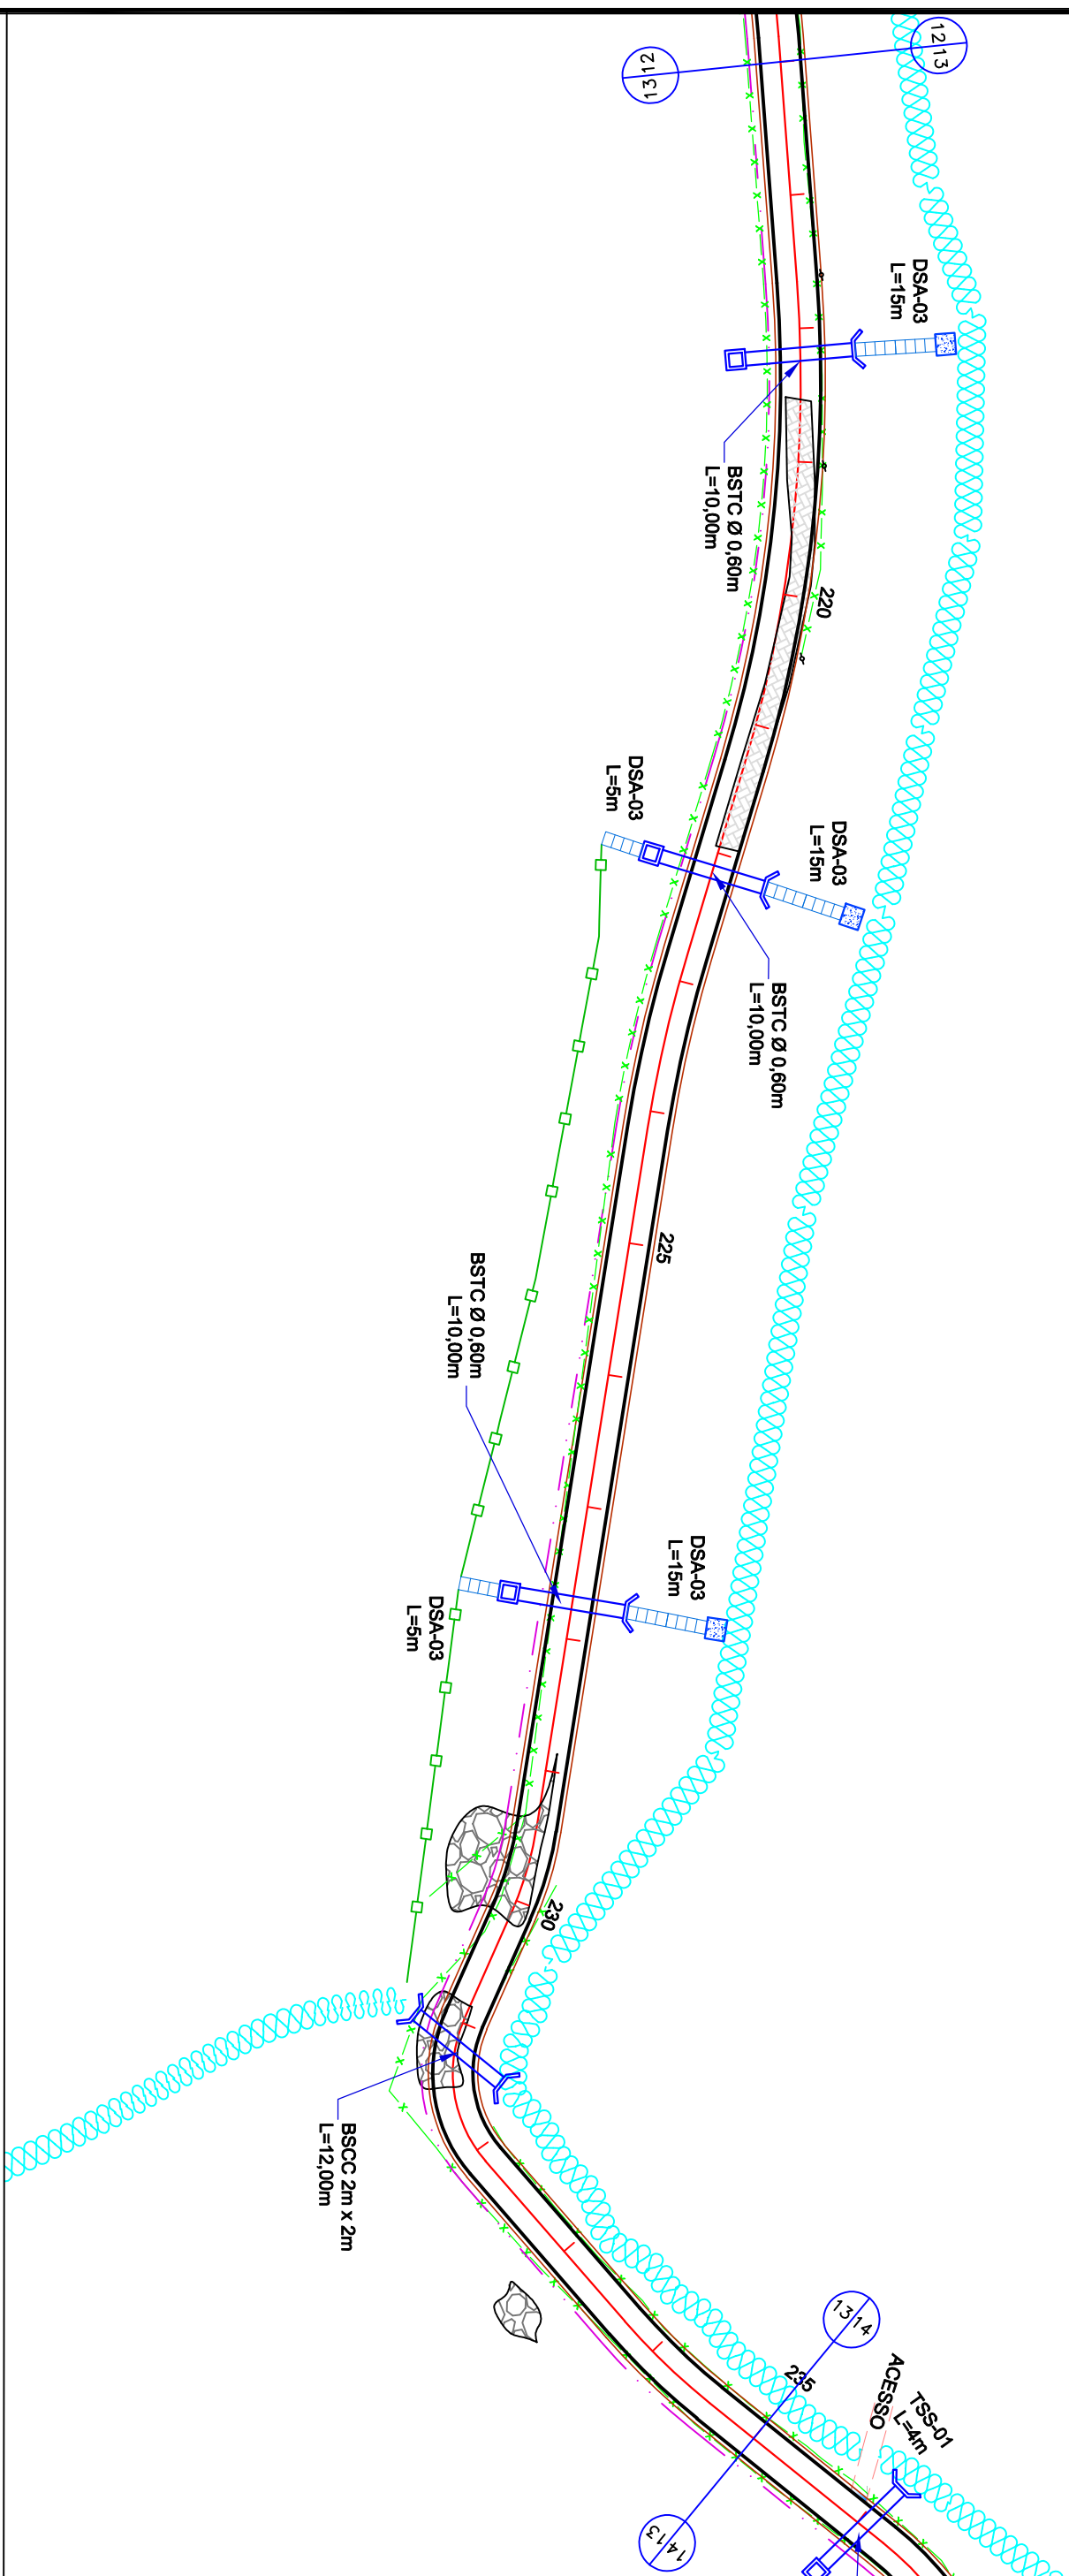 12
13
13
12
DSA-03
L=15m
BSTC Ø 0,60m
L=10,00m
220
DSA-03
L=5m
DSA-03
L=15m
BSTC Ø 0,60m
L=10,00m
225
BSTC Ø 0,60m
L=10,00m
DSA-03
L=15m
DSA-03
L=5m
230
BSCC 2m x 2m
L=12,00m
13
14
235
TSS-01
L=4m
ACESSO
14
13